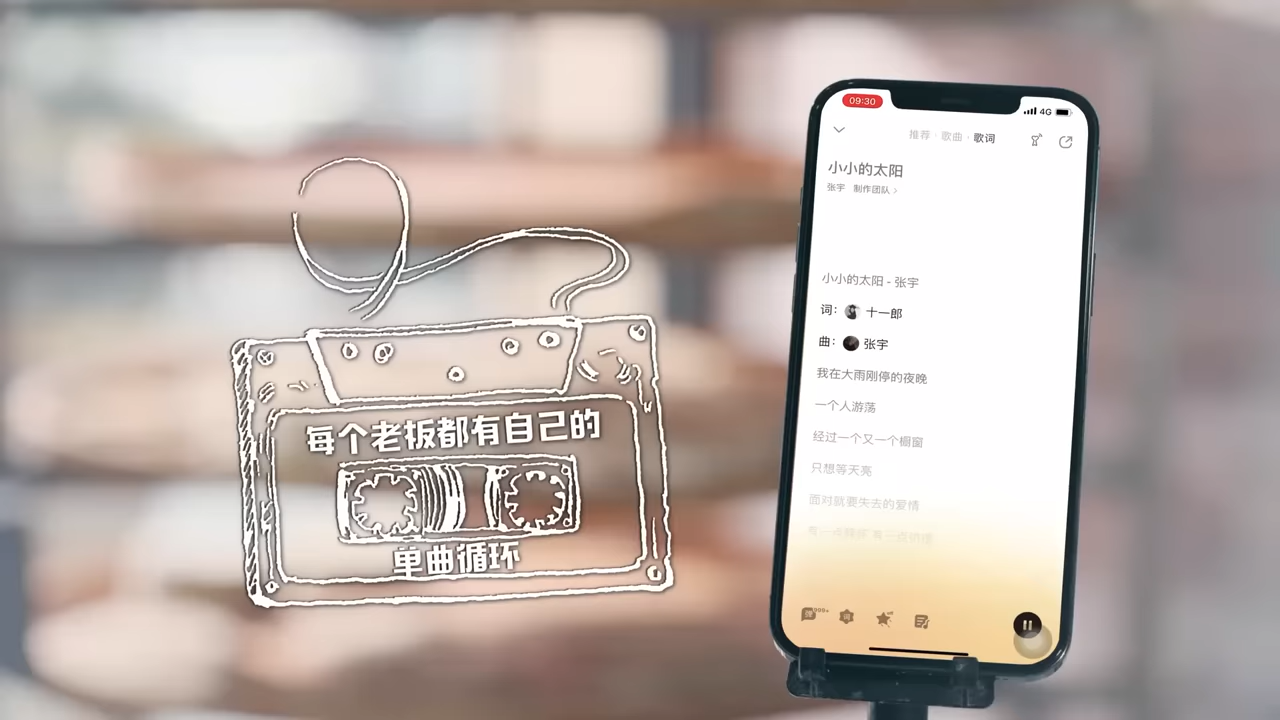 每个老板都有自己的
单曲循环
09:30
4G
推荐·歌曲·歌词
小小的太阳
张宇 制作团队 >
小小的太阳 - 张宇
词: 十一郎
曲: 张宇
我在大雨刚停的夜晚
一个人游荡
经过一个又一个橱窗
只想等天亮
面对就要失去的爱情
999+
词